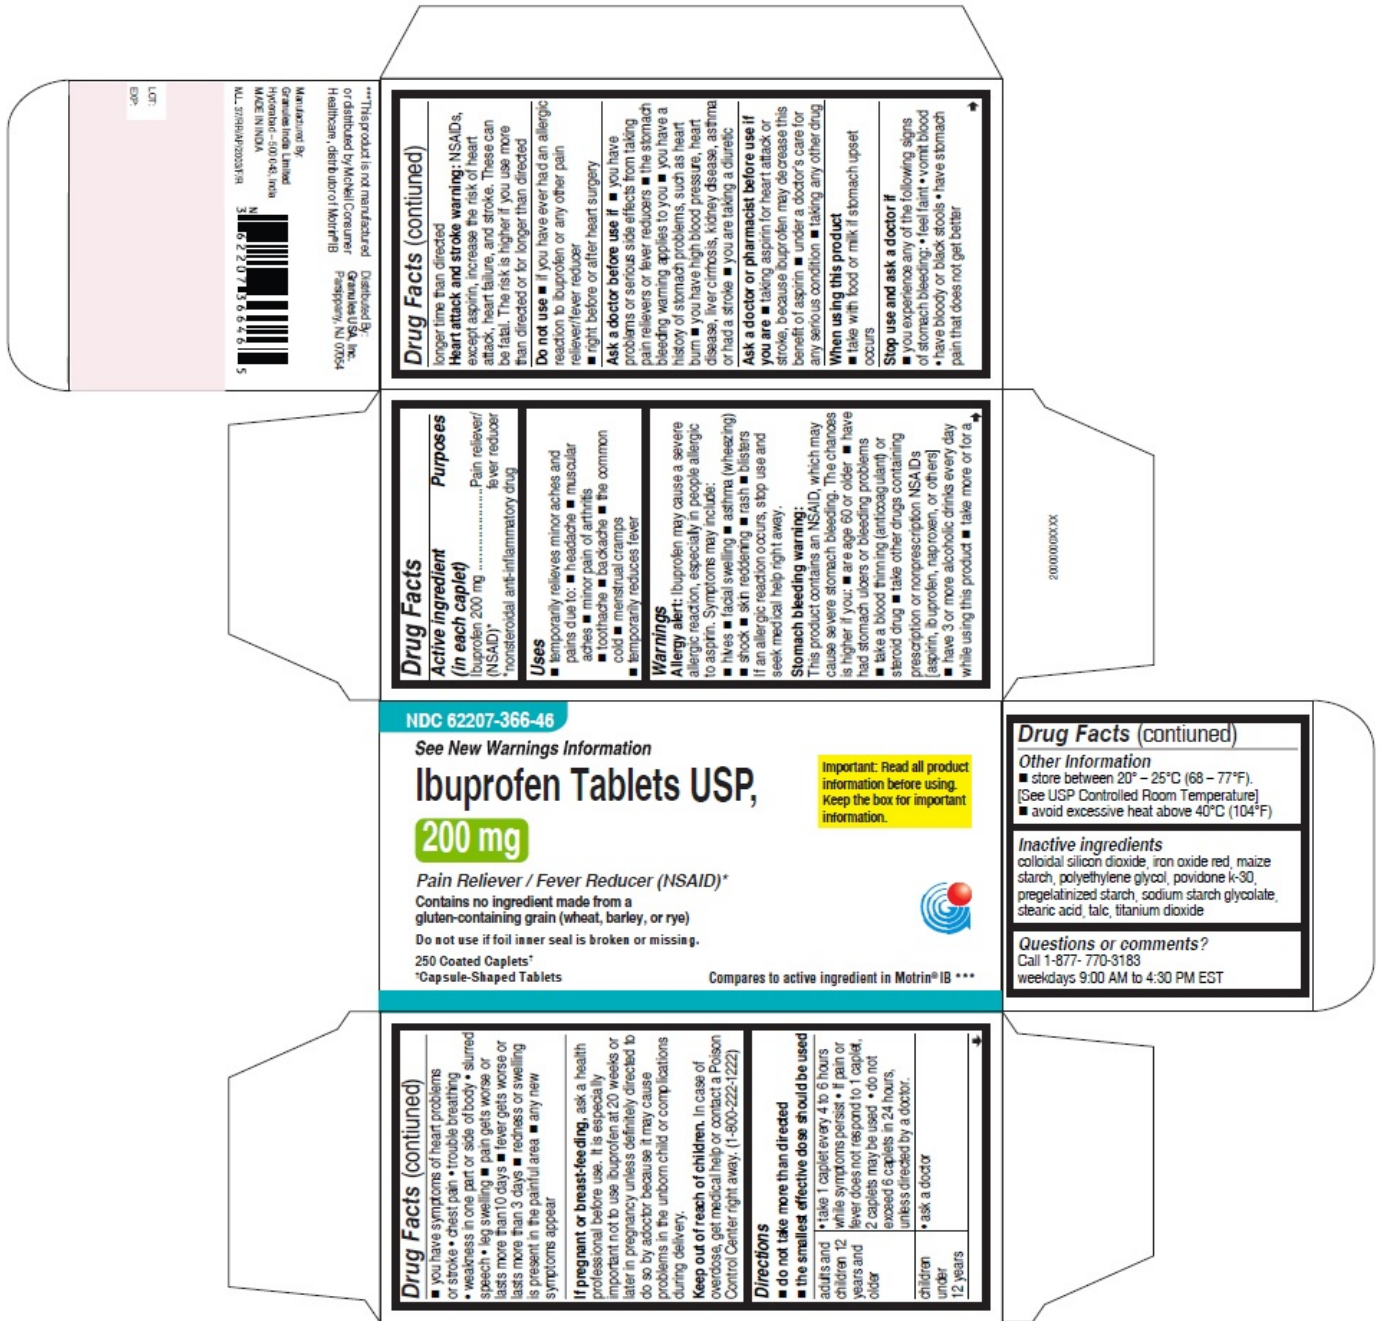 ***This product is not manufactured
or distributed by McNeil Consumer
Healthcare, distributor of Motrin®IB
Distributed By:
Granules USA, Inc.
Parsippany, NJ 07054
Manufactured By:
Granules India Limited
Hyderabad – 500 048, India
MADE IN INDIA
N
3 62207 36646 5
LOT:
EXP:
Drug Facts (contiuned)
longer time than directed
Heart attack and stroke warning: NSAIDs,
except aspirin, increase the risk of heart
attack, heart failure, and stroke. These can
be fatal. The risk is higher if you use more
than directed or for longer than directed
Do not use ■ if you have ever had an allergic
reaction to ibuprofen or any other pain
reliever/fever reducer
■ right before or after heart surgery
Ask a doctor before use if ■ you have
problems or serious side effects from taking
pain relievers or fever reducers ■ the stomach
bleeding warning applies to you ■ you have a
history of stomach problems, such as heart
burn ■ you have high blood pressure, heart
disease, liver cirrhosis, kidney disease, asthma
or had a stroke ■ you are taking a diuretic
Ask a doctor or pharmacist before use if
you are ■ taking aspirin for heart attack or
stroke, because ibuprofen may decrease this
benefit of aspirin ■ under a doctor's care for
any serious condition ■ taking any other drug
When using this product
■ take with food or milk if stomach upset
occurs
Stop use and ask a doctor if
■ you experience any of the following signs
of stomach bleeding: • feel faint • vomit blood
• have bloody or black stools • have stomach
pain that does not get better
Drug Facts
Active ingredient Purposes
(in each caplet)
Ibuprofen 200 mg ......................Pain reliever/
(NSAID)* fever reducer
*nonsteroidal anti-inflammatory drug
Uses
■ temporarily relieves minor aches and
pains due to: ■ headache ■ muscular
aches ■ minor pain of arthritis
■ toothache ■ backache ■ the common
cold ■ menstrual cramps
■ temporarily reduces fever
Warnings
Allergy alert: Ibuprofen may cause a severe
allergic reaction, especially in people allergic
to aspirin. Symptoms may include:
■ hives ■ facial swelling ■ asthma (wheezing)
■ shock ■ skin reddening ■ rash ■ blisters
If an allergic reaction occurs, stop use and
seek medical help right away.
Stomach bleeding warning:
This product contains an NSAID, which may
cause severe stomach bleeding. The chances
is higher if you: ■ are age 60 or older ■ have
had stomach ulcers or bleeding problems
■ take a blood thinning (anticoagulant) or
steroid drug ■ take other drugs containing
prescription or nonprescription NSAIDs
[aspirin, ibuprofen, naproxen, or others]
■ have 3 or more alcoholic drinks every day
while using this product ■ take more or for a
NDC 62207-366-46
See New Warnings Information
Ibuprofen Tablets USP,
200 mg
Important: Read all product
information before using.
Keep the box for important
information.
Pain Reliever / Fever Reducer (NSAID)*
Contains no ingredient made from a
gluten-containing grain (wheat, barley, or rye)
Do not use if foil inner seal is broken or missing.
250 Coated Caplets†
†Capsule-Shaped Tablets
Compares to active ingredient in Motrin® IB ***
Drug Facts (contiuned)
Other Information
■ store between 20° – 25°C (68 – 77°F).
[See USP Controlled Room Temperature]
■ avoid excessive heat above 40°C (104°F)
Inactive ingredients
colloidal silicon dioxide, iron oxide red, maize
starch, polyethylene glycol, povidone k-30,
pregelatinized starch, sodium starch glycolate,
stearic acid, talc, titanium dioxide
Questions or comments?
Call 1-877- 770-3183
weekdays 9:00 AM to 4:30 PM EST
Drug Facts (contiuned)
■ you have symptoms of heart problems
or stroke • chest pain • trouble breathing
• weakness in one part or side of body • slurred
speech • leg swelling ■ pain gets worse or
lasts more than10 days ■ fever gets worse or
lasts more than 3 days ■ redness or swelling
is present in the painful area ■ any new
symptoms appear
If pregnant or breast-feeding, ask a health
professional before use. It is especially
important not to use ibuprofen at 20 weeks or
later in pregnancy unless definitely directed to
do so by adoctor because it may cause
problems in the unborn child or complications
during delivery.
Keep out of reach of children. In case of
overdose, get medical help or contact a Poison
Control Center right away. (1-800-222-1222)
Directions
■ do not take more than directed
■ the smallest effective dose should be used
adults and
children 12
years and
older
• take 1 caplet every 4 to 6 hours
while symptoms persist • If pain or
fever does not respond to 1 caplet,
2 caplets may be used • do not
exceed 6 caplets in 24 hours,
unless directed by a doctor.
children
under
12 years
• ask a doctor